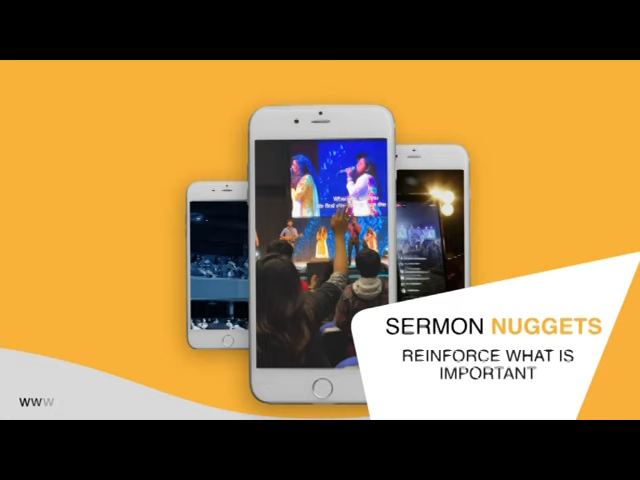 SERMON NUGGETS
REINFORCE WHAT IS
IMPORTANT
www